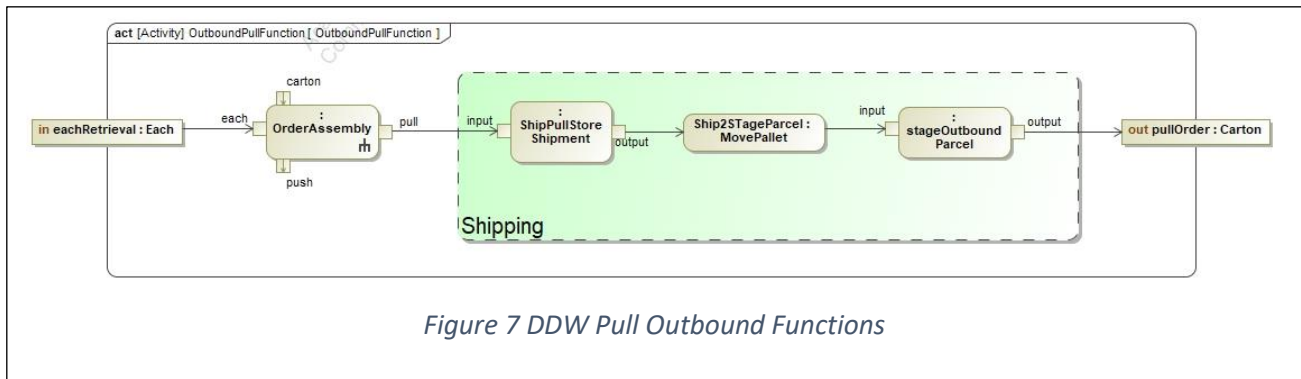 act [Activity] OutboundPullFunction [ OutboundPullFunction ]
carton
in eachRetrieval : Each
each
:
OrderAssembly
pull
push
input
:
ShipPullStore
Shipment
output
Ship2STageParcel :
MovePallet
input
:
stageOutbound
Parcel
output
out pullOrder : Carton
Shipping
Figure 7 DDW Pull Outbound Functions